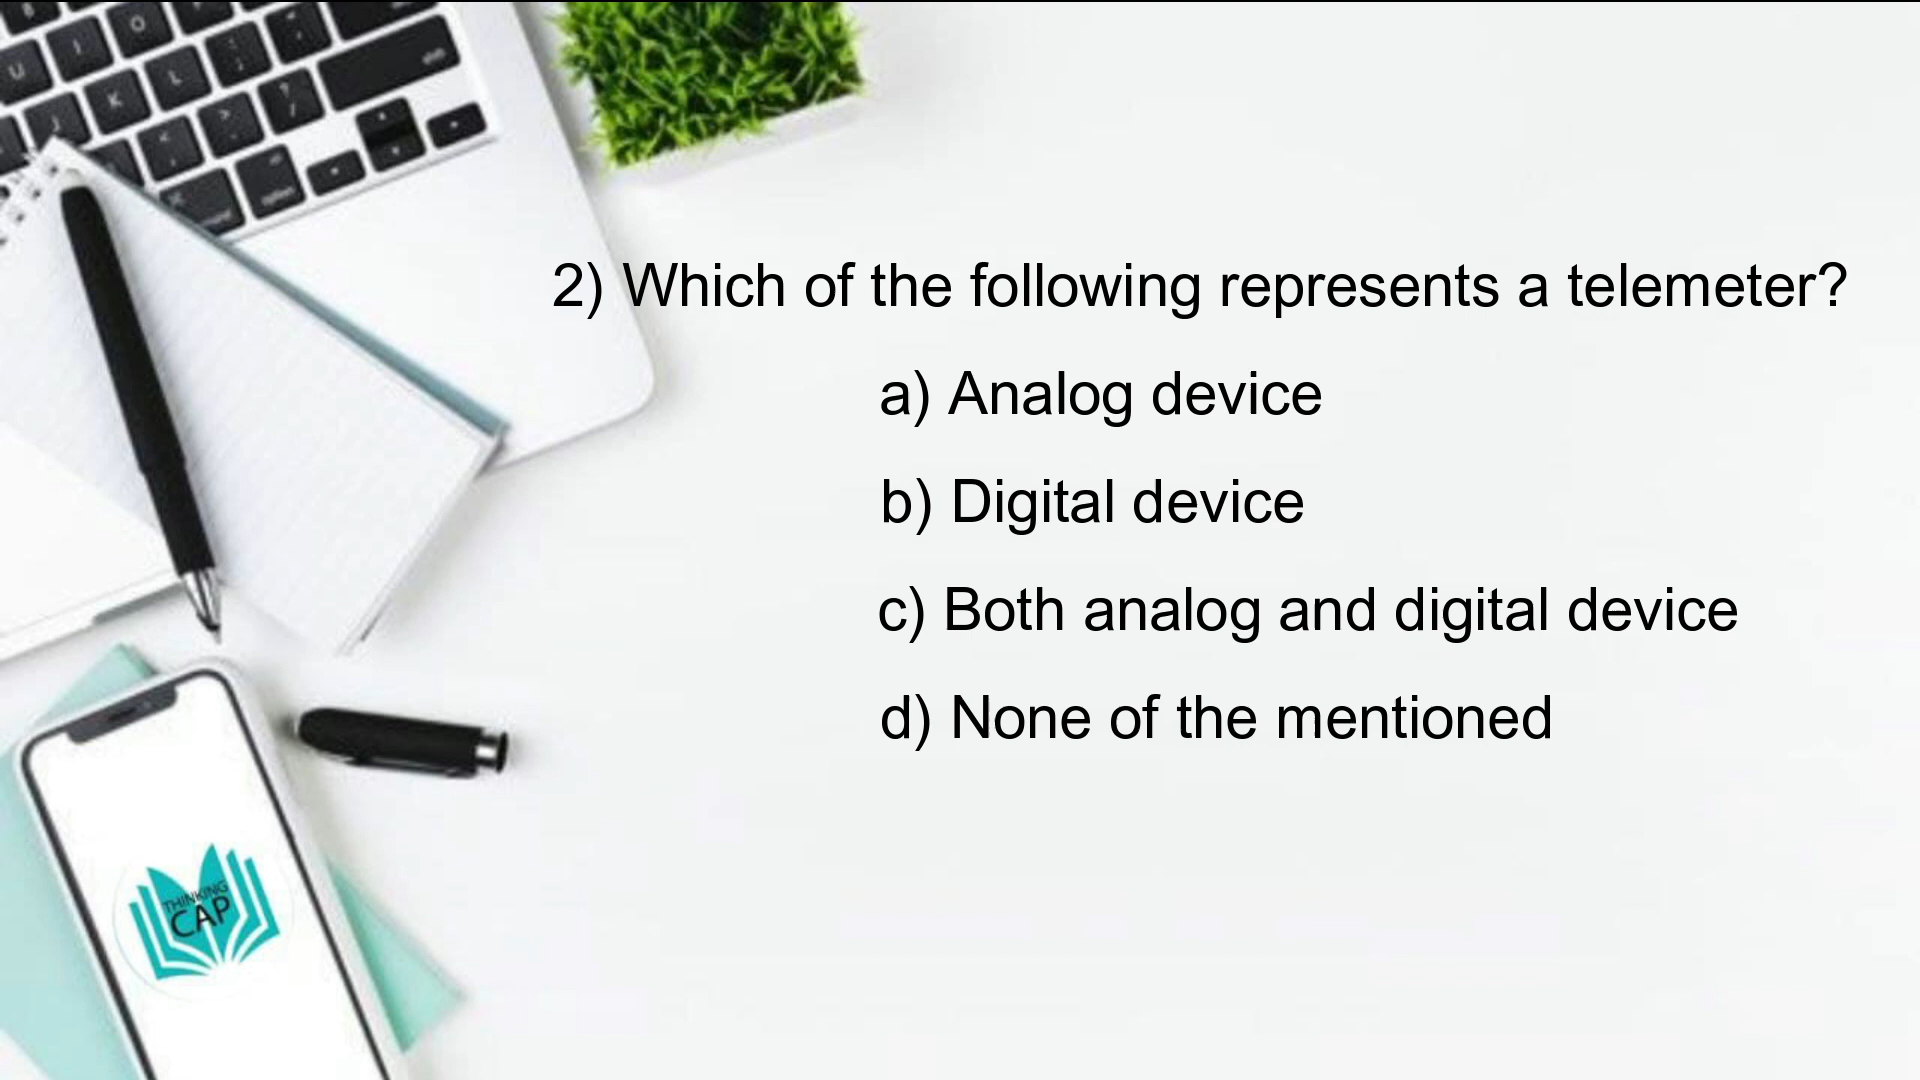 2) Which of the following represents a telemeter?
a) Analog device
b) Digital device
c) Both analog and digital device
d) None of the mentioned
THINKING
CAP